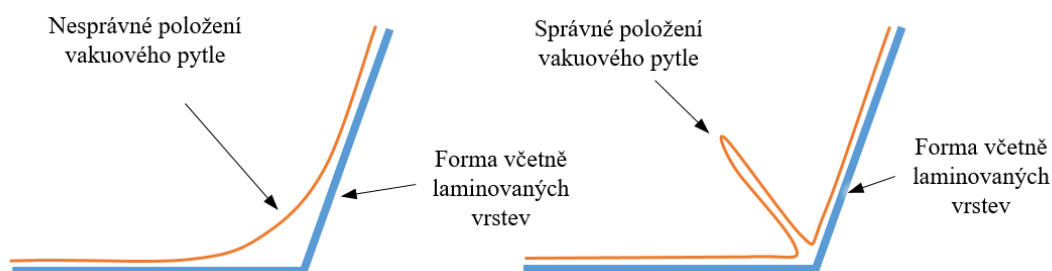 Nesprávné položení
vakuového pytle
Forma včetně
laminovaných
vrstev
Správné položení
vakuového pytle
Forma včetně
laminovaných
vrstev